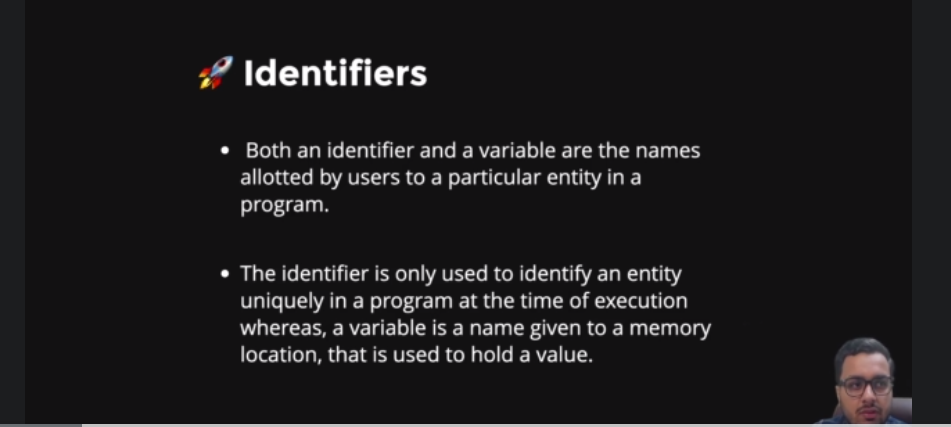 🚀 Identifiers
• Both an identifier and a variable are the names
allotted by users to a particular entity in a
program.
• The identifier is only used to identify an entity
uniquely in a program at the time of execution
whereas, a variable is a name given to a memory
location, that is used to hold a value.